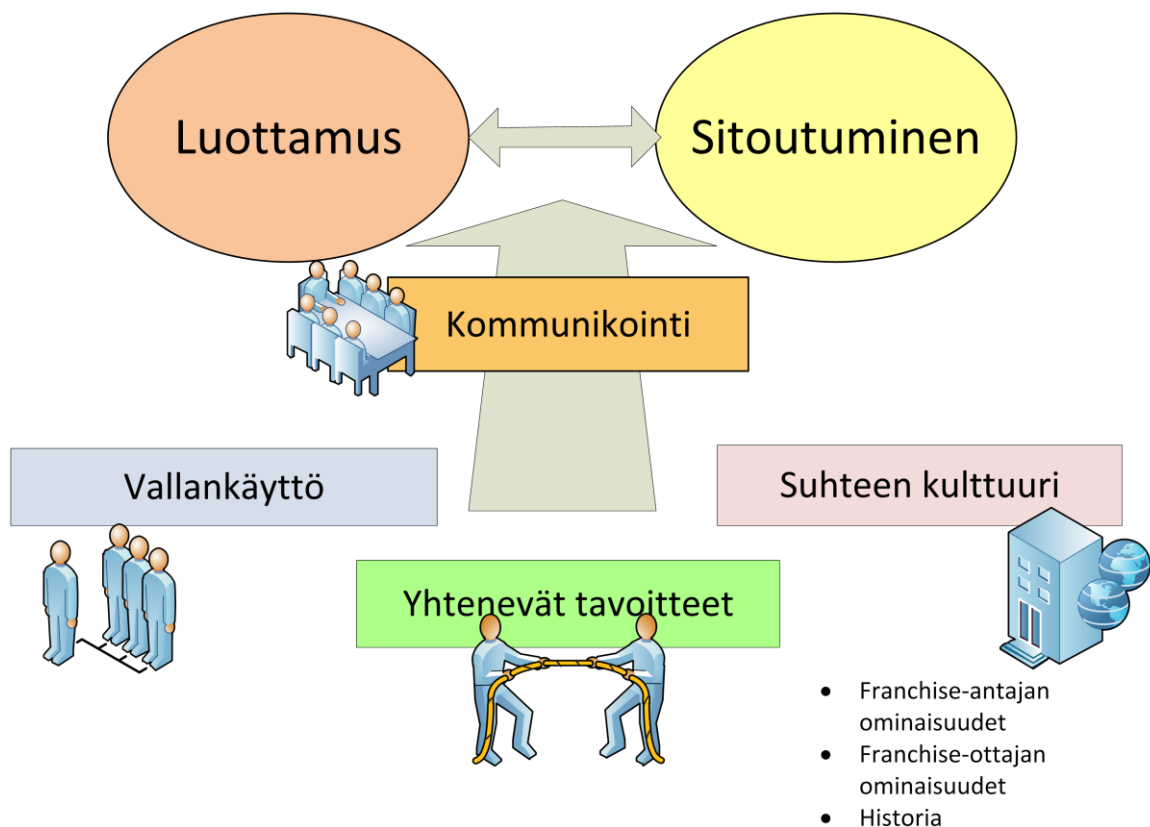 Luottamus
Sitoutuminen
Kommunikointi
Vallankäyttö
Suhteen kulttuuri
Yhtenevät tavoitteet
• Franchise-antajan
ominaisuudet
• Franchise-ottajan
ominaisuudet
• Historia